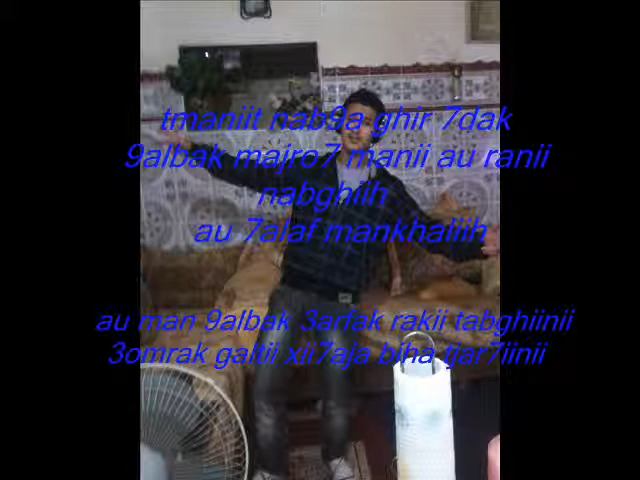 tmaniit nab9a ghir 7dak
9albak majro7 manii au ranii
nabghiih
au 7alaf mankhaliih
au man 9albak 3arfak rakii tabghiinii
3omrak galtii xii7aja biha tjar7iinii